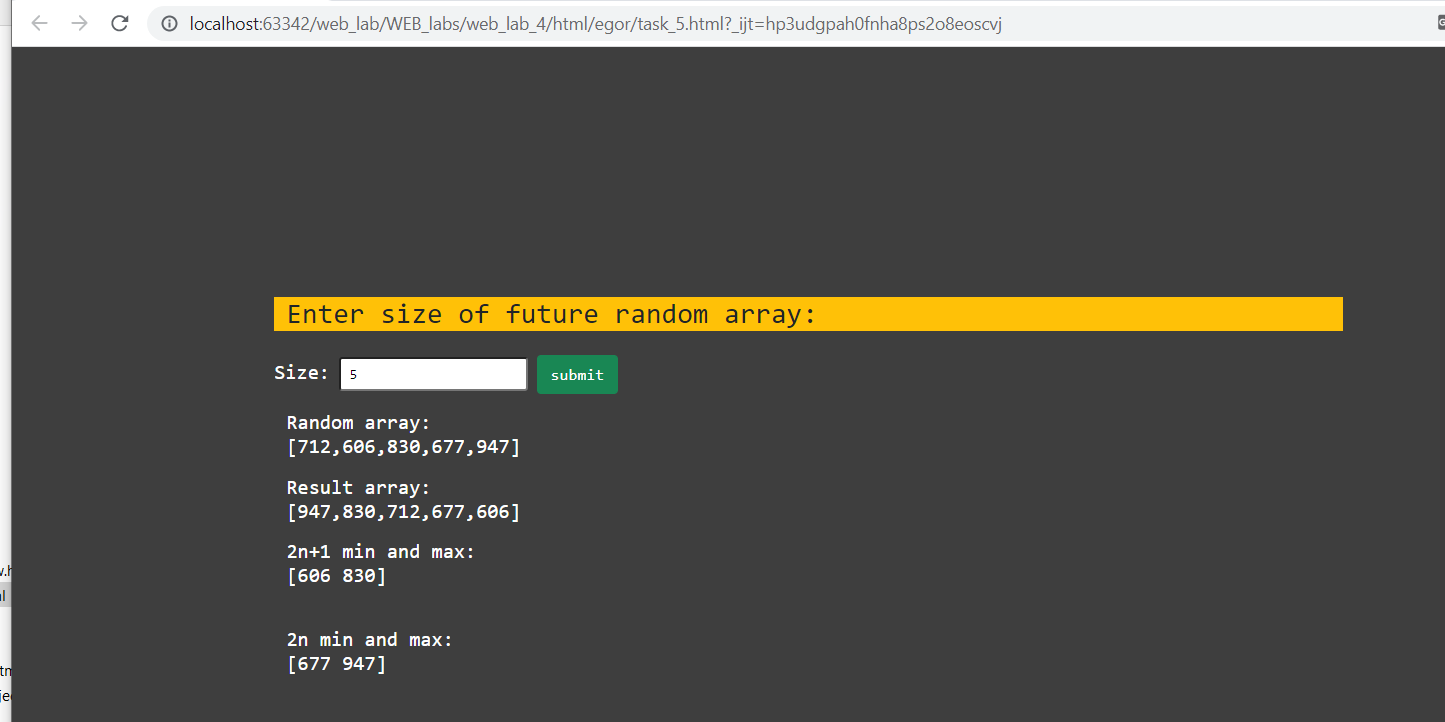 localhost:63342/web_lab/WEB_labs/web_lab_4/html/egor/task_5.html?_ijt=hp3udgpah0fnha8ps2o8eoscvj
Enter size of future random array:
Size: 5 submit
Random array:
[712,606,830,677,947]
Result array:
[947,830,712,677,606]
2n+1 min and max:
[606 830]
2n min and max:
[677 947]